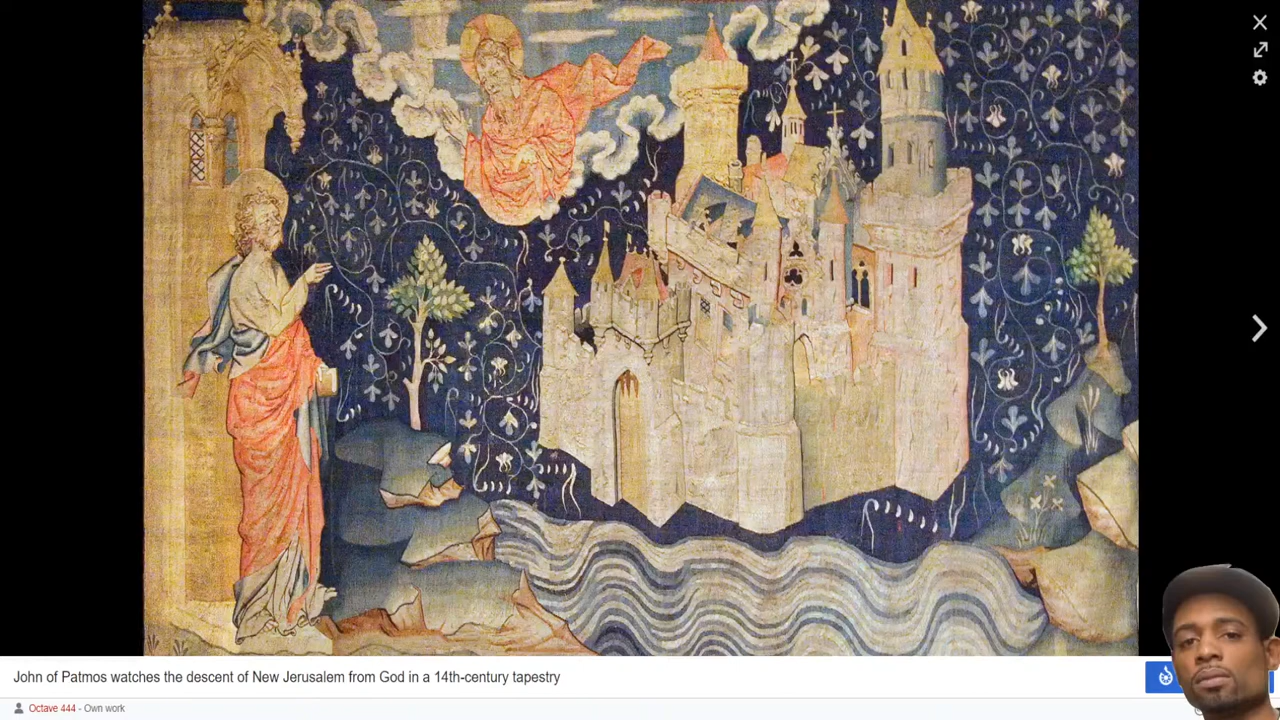 John of Patmos watches the descent of New Jerusalem from God in a 14th-century tapestry
Octave 444 - Own work